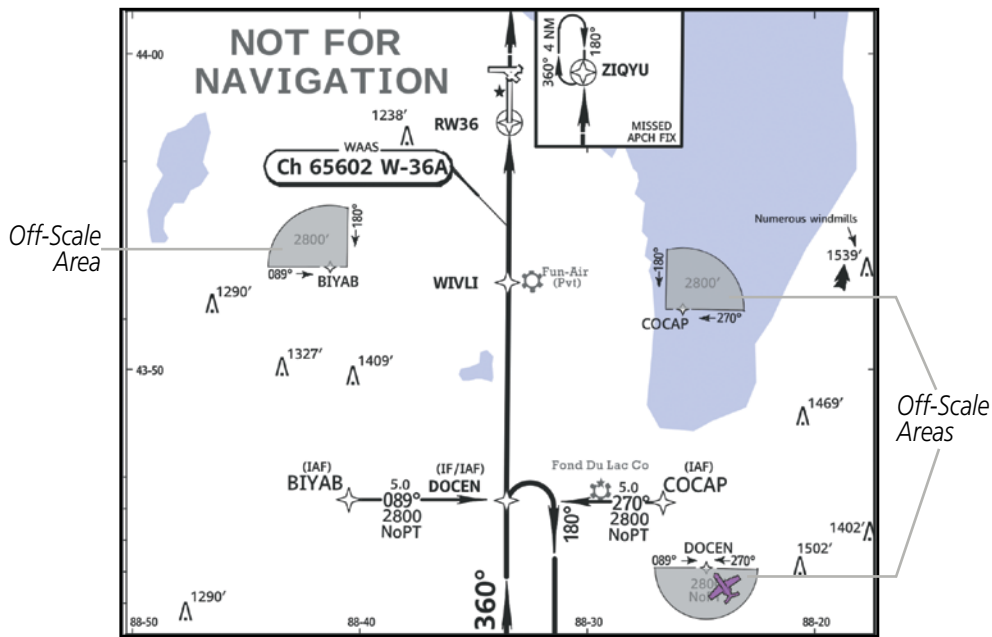 44-00
NOT FOR
NAVIGATION
360° 4 NM
180°
ZIQYU
MISSED
APCH FIX
1238'
RW36
WAAS
Ch 65602 W-36A
Off-Scale
Area
2800'
180°
089°
BIYAB
WIVLI
Fun-Air
(Pvt)
Numerous windmills
1539'
180°
2800'
COCAP
270°
1290'
1327'
1409'
43-50
1469'
Off-Scale
Areas
(IAF)
BIYAB
5.0
089°
2800
NoPT
(IF/IAF)
DOCEN
Fond Du Lac Co
(IAF)
COCAP
5.0
270°
2800
NoPT
180°
360°
1402'
1502'
DOCEN
089°
270°
1290'
88-50
88-40
88-30
88-20